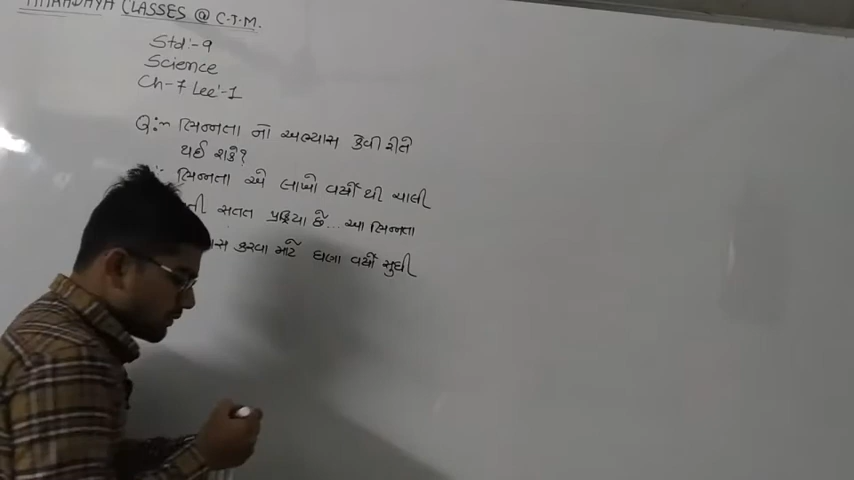 CLASSES @ C.T.M.
Std:-9
Science
Ch-7 Lec:-1
Q:- ભિન્નતા નો અભ્યાસ કેવી રીતે
થઈ શકે?
ભિન્નતા એ લાખો વર્ષો થી ચાલી
સતત પ્રક્રિયા છે... આ ભિન્નતા
કરવા માટે ઘણા વર્ષો સુધી